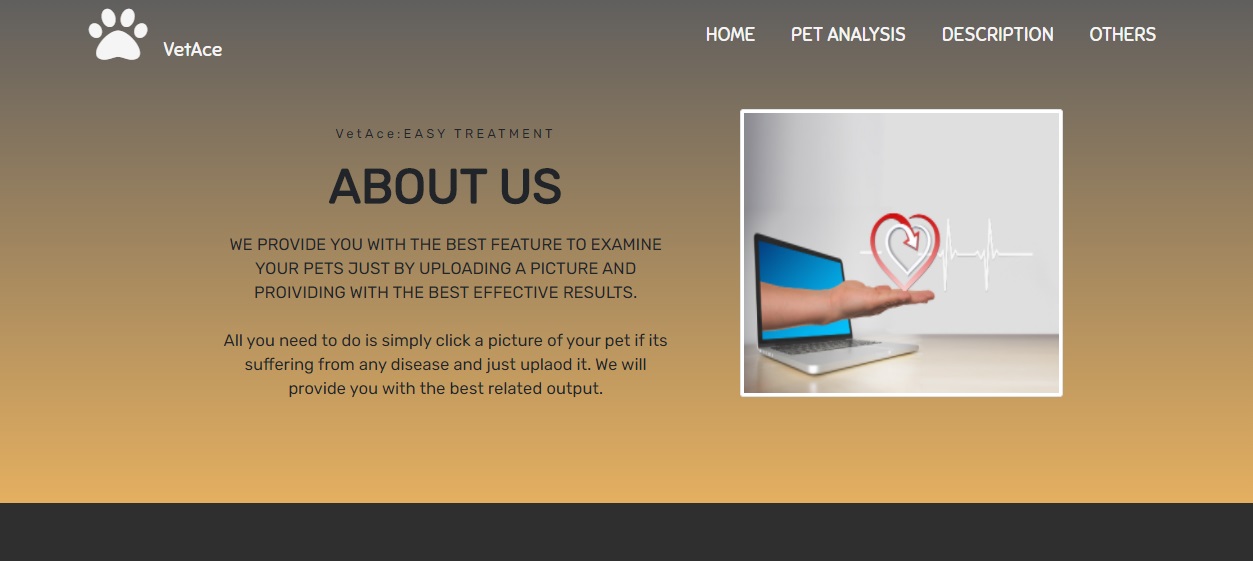 VetAce
HOME PET ANALYSIS DESCRIPTION OTHERS
VetAce:EASY TREATMENT
ABOUT US
WE PROVIDE YOU WITH THE BEST FEATURE TO EXAMINE
YOUR PETS JUST BY UPLOADING A PICTURE AND
PROIVIDING WITH THE BEST EFFECTIVE RESULTS.
All you need to do is simply click a picture of your pet if its
suffering from any disease and just uplaod it. We will
provide you with the best related output.